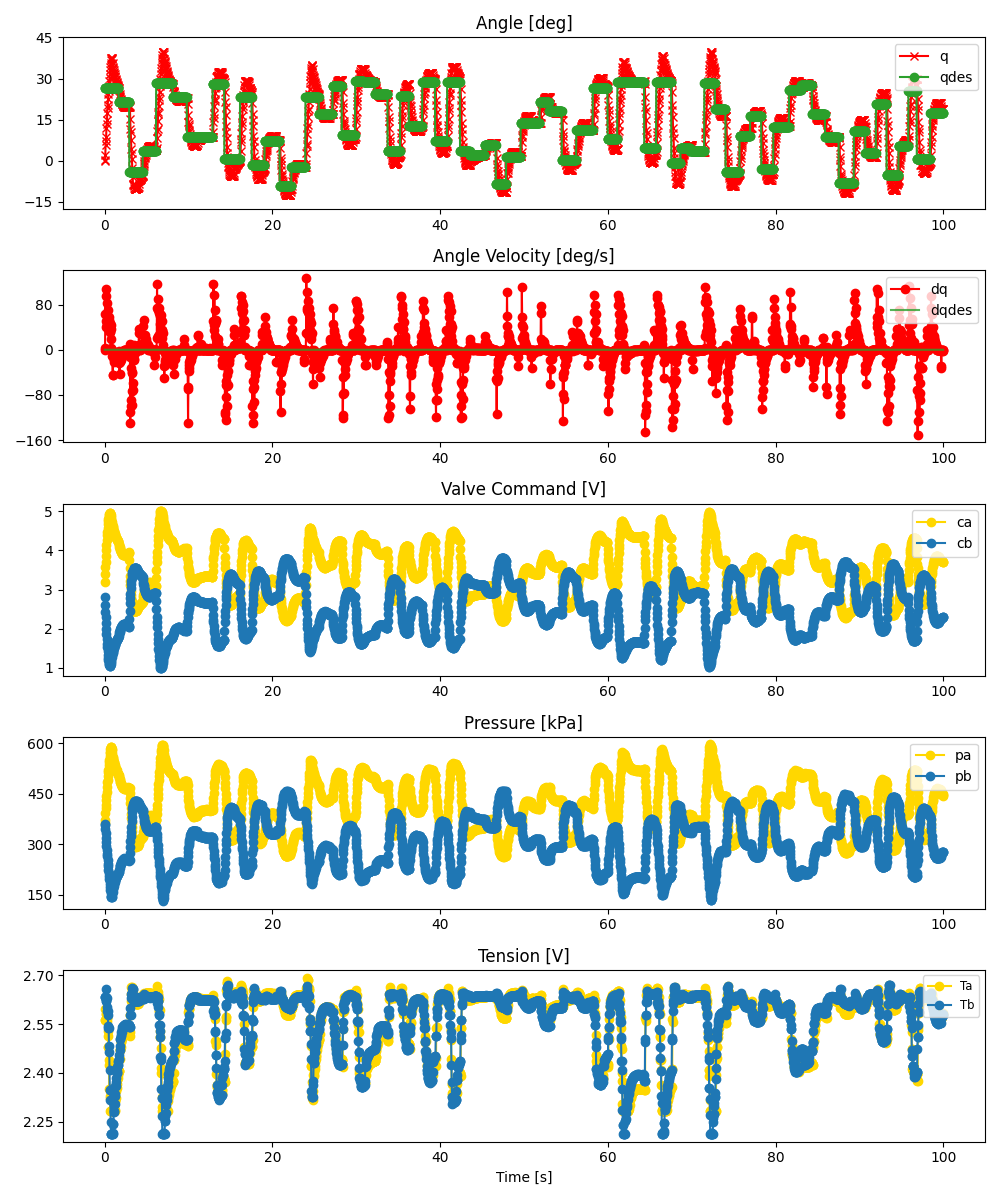 Angle [deg]
45
30
15
0
−15
q
qdes
0 20 40 60 80 100
Angle Velocity [deg/s]
80
0
−80
−160
dq
dqdes
0 20 40 60 80 100
Valve Command [V]
5
4
3
2
1
ca
cb
0 20 40 60 80 100
Pressure [kPa]
600
450
300
150
pa
pb
0 20 40 60 80 100
Tension [V]
2.70
2.55
2.40
2.25
Ta
Tb
0 20 40 60 80 100
Time [s]